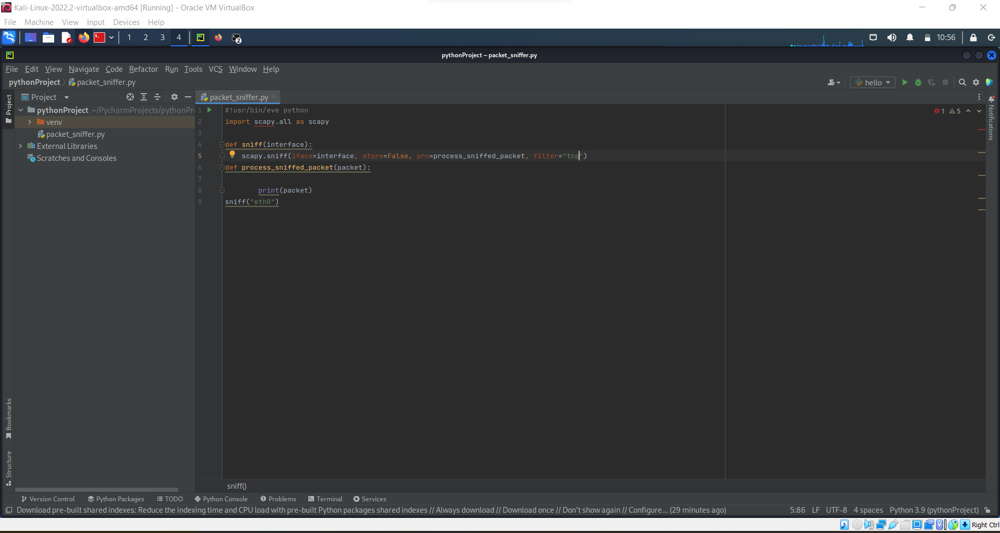 Kali-Linux-2022.2-virtualbox-amd64 [Running] - Oracle VM VirtualBox
File Machine View Input Devices Help
1 2 3 4 2 10:56
pythonProject – packet_sniffer.py
File Edit View Navigate Code Refactor Run Tools VCS Window Help
pythonProject packet_sniffer.py hello
Project
Project
packet_sniffer.py
pythonProject ~/PycharmProjects/pythonPr
venv
packet_sniffer.py
External Libraries
Scratches and Consoles
1 #!usr/bin/eve python
2 import scapy.all as scapy
3
4 def sniff(interface):
5 scapy.sniff(iface=interface, store=False, prn=process_sniffed_packet, filter="tcp")
6 def process_sniffed_packet(packet):
7
8 print(packet)
9 sniff("eth0")
1 5
Notifications
Bookmarks
Structure
sniff()
Version Control Python Packages TODO Python Console Problems Terminal Services
Download pre-built shared indexes: Reduce the indexing time and CPU load with pre-built Python packages shared indexes // Always download // Download once // Don't show again // Configure... (29 minutes ago) 5:86 LF UTF-8 4 spaces Python 3.9 (pythonProject)
Right Ctrl